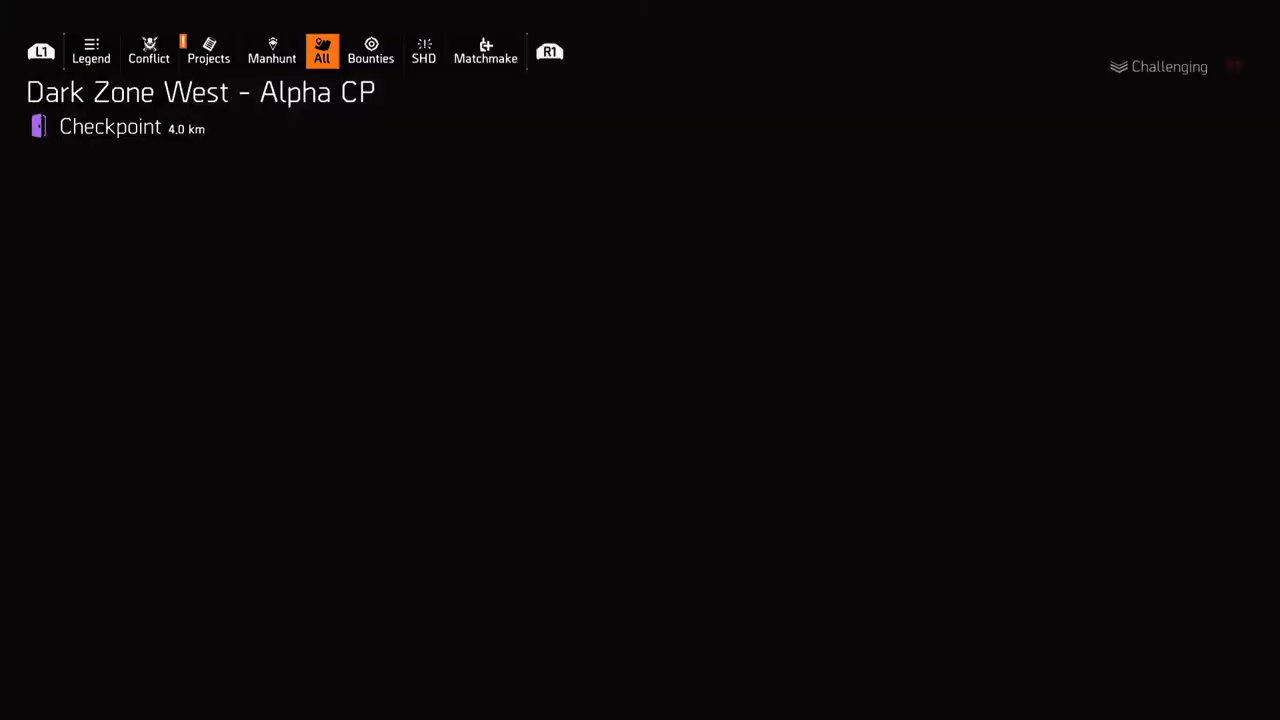 L1 Legend Conflict Projects Manhunt All Bounties SHD Matchmake R1
Challenging
Dark Zone West - Alpha CP
Checkpoint 4.0 km